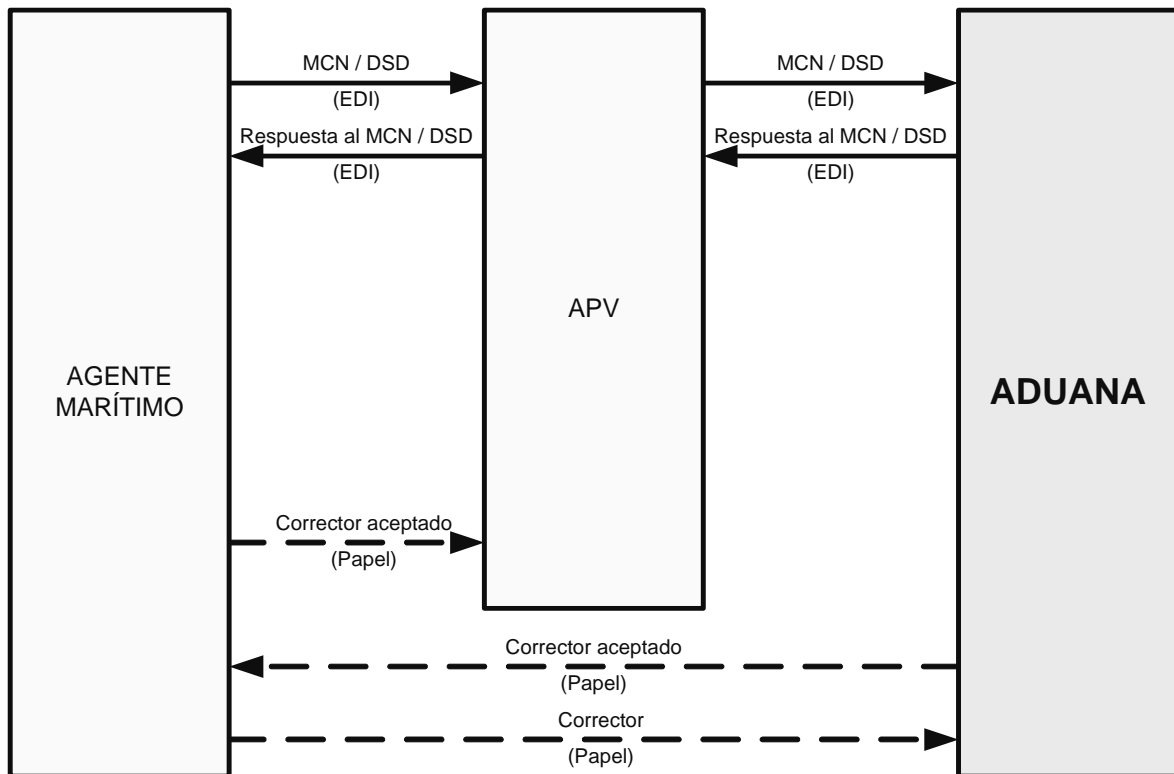 MCN / DSD
(EDI)
Respuesta al MCN / DSD
(EDI)
MCN / DSD
(EDI)
Respuesta al MCN / DSD
(EDI)
APV
AGENTE
MARÍTIMO
ADUANA
Corrector aceptado
(Papel)
Corrector aceptado
(Papel)
Corrector
(Papel)